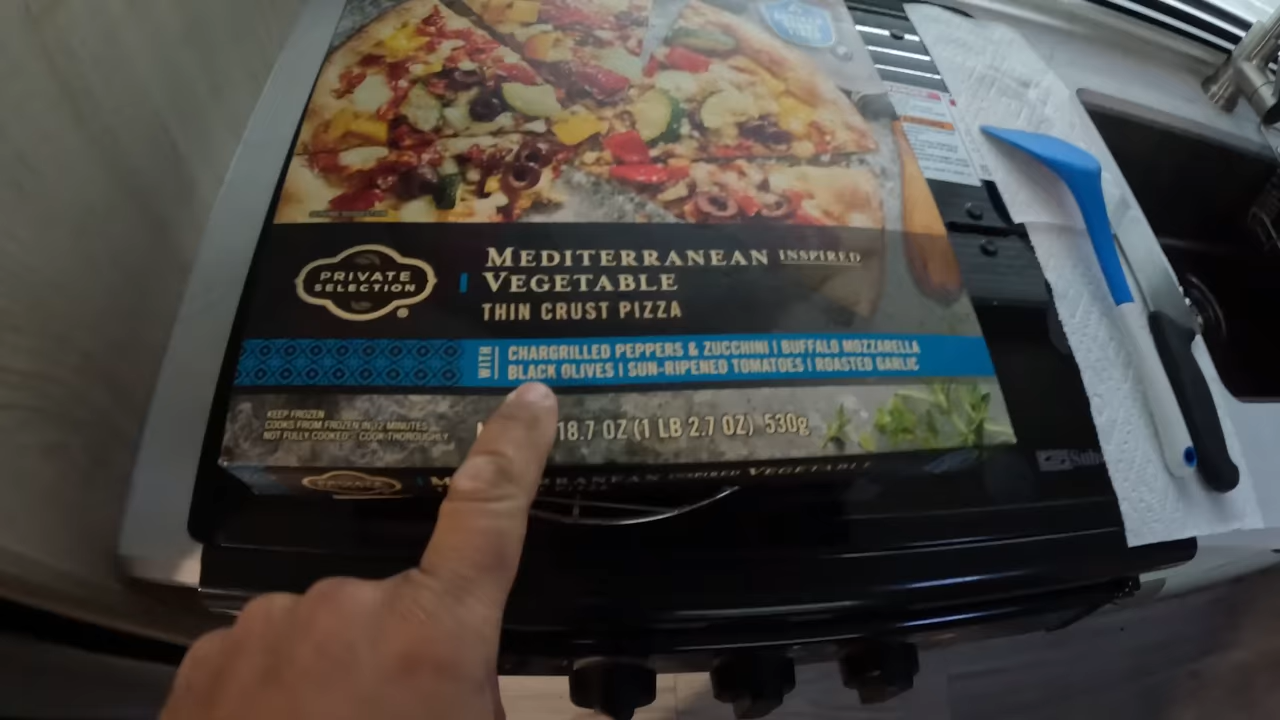 PRIVATE
SELECTION
MEDITERRANEAN INSPIRED
VEGETABLE
THIN CRUST PIZZA
WITH
CHARGRILLED PEPPERS & ZUCCHINI | BUFFALO MOZZARELLA
BLACK OLIVES | SUN-RIPENED TOMATOES | ROASTED GARLIC
KEEP FROZEN
COOKS FROM FROZEN IN 12 MINUTES
NOT FULLY COOKED - COOK THOROUGHLY
18.7 OZ (1 LB 2.7 OZ) 530g
INSPIRED VEGETABLE